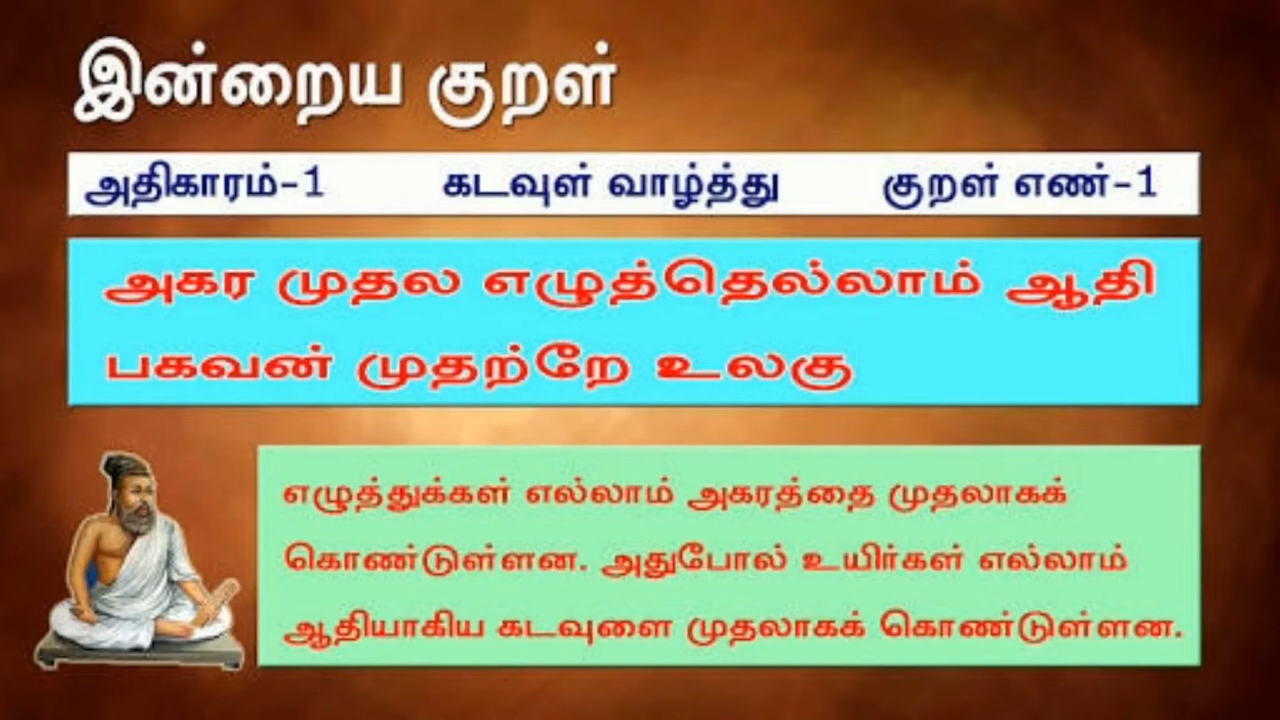 இன்றைய குறள்
அதிகாரம்-1 கடவுள் வாழ்த்து குறள் எண்-1
அகர முதல எழுத்தெல்லாம் ஆதி
பகவன் முதற்றே உலகு
எழுத்துக்கள் எல்லாம் அகரத்தை முதலாகக்
கொண்டுள்ளன. அதுபோல் உயிர்கள் எல்லாம்
ஆதியாகிய கடவுளை முதலாகக் கொண்டுள்ளன.